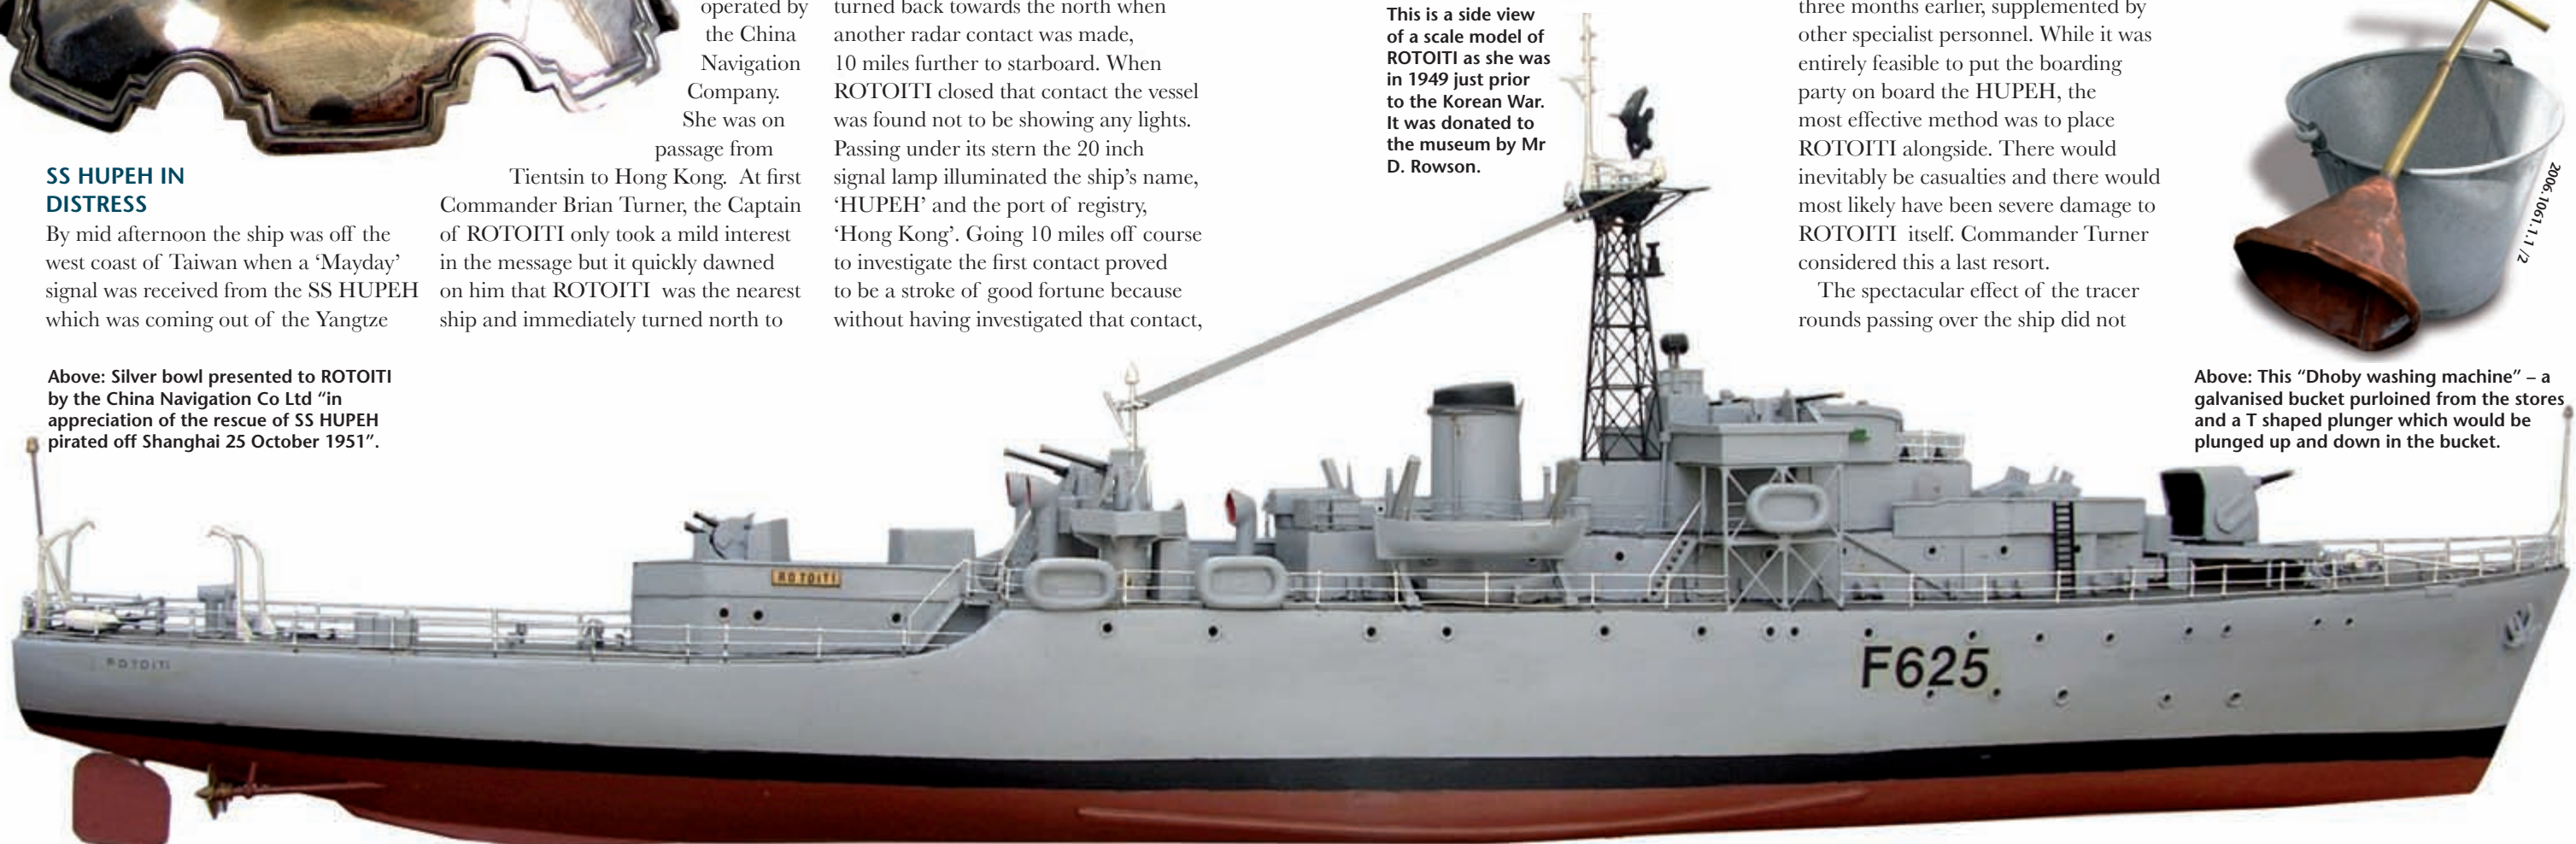 SS HUPEH IN
DISTRESS
By mid afternoon the ship was off the
west coast of Taiwan when a ‘Mayday’
signal was received from the SS HUPEH
which was coming out of the Yangtze
operated by
the China
Navigation
Company.
She was on
passage from
Tientsin to Hong Kong. At first
Commander Brian Turner, the Captain
of ROTOITI only took a mild interest
in the message but it quickly dawned
on him that ROTOITI was the nearest
ship and immediately turned north to
turned back towards the north when
another radar contact was made,
10 miles further to starboard. When
ROTOITI closed that contact the vessel
was found not to be showing any lights.
Passing under its stern the 20 inch
signal lamp illuminated the ship’s name,
‘HUPEH’ and the port of registry,
‘Hong Kong’. Going 10 miles off course
to investigate the first contact proved
to be a stroke of good fortune because
without having investigated that contact,
This is a side view
of a scale model of
ROTOITI as she was
in 1949 just prior
to the Korean War.
It was donated to
the museum by Mr
D. Rowson.
three months earlier, supplemented by
other specialist personnel. While it was
entirely feasible to put the boarding
party on board the HUPEH, the
most effective method was to place
ROTOITI alongside. There would
inevitably be casualties and there would
most likely have been severe damage to
ROTOITI itself. Commander Turner
considered this a last resort.
The spectacular effect of the tracer
rounds passing over the ship did not
2006.1061.1.1 /2
Above: Silver bowl presented to ROTOITI
by the China Navigation Co Ltd “in
appreciation of the rescue of SS HUPEH
pirated off Shanghai 25 October 1951”.
Above: This “Dhoby washing machine” – a
galvanised bucket purloined from the stores
and a T shaped plunger which would be
plunged up and down in the bucket.
ROTOITI
ROTOITI
F625